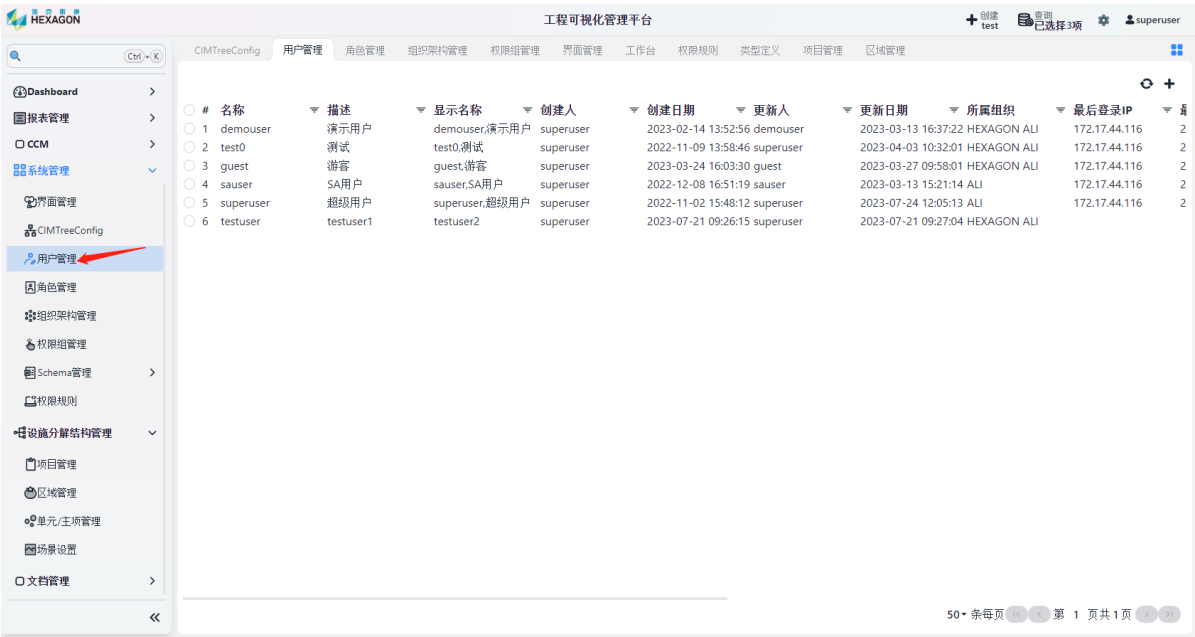 海克斯康
HEXAGON
工程可视化管理平台
创建
test
查询
已选择3项
superuser
Ctrl + K
CIMTreeConfig 用户管理 角色管理 组织架构管理 权限组管理 界面管理 工作台 权限规则 类型定义 项目管理 区域管理
Dashboard
报表管理
CCM
系统管理
界面管理
CIMTreeConfig
用户管理
角色管理
组织架构管理
权限组管理
Schema管理
权限规则
设施分解结构管理
项目管理
区域管理
单元/主项管理
场景设置
文档管理
# 名称 描述 显示名称 创建人 创建日期 更新人 更新日期 所属组织 最后登录IP
1 demouser 演示用户 demouser,演示用户 superuser 2023-02-14 13:52:56 demouser 2023-03-13 16:37:22 HEXAGON ALI 172.17.44.116 2
2 test0 测试 test0,测试 superuser 2022-11-09 13:58:46 superuser 2023-04-03 10:32:01 HEXAGON ALI 172.17.44.116 2
3 guest 游客 guest,游客 superuser 2023-03-24 16:03:30 guest 2023-03-27 09:58:01 HEXAGON ALI 172.17.44.116 2
4 sauser SA用户 sauser,SA用户 superuser 2022-12-08 16:51:19 sauser 2023-03-13 15:21:14 ALI 172.17.44.116 2
5 superuser 超级用户 superuser,超级用户 superuser 2022-11-02 15:48:12 superuser 2023-07-24 12:05:13 ALI 172.17.44.116 2
6 testuser testuser1 testuser2 superuser 2023-07-21 09:26:15 superuser 2023-07-21 09:27:04 HEXAGON ALI
50 条每页 第 1 页共1页